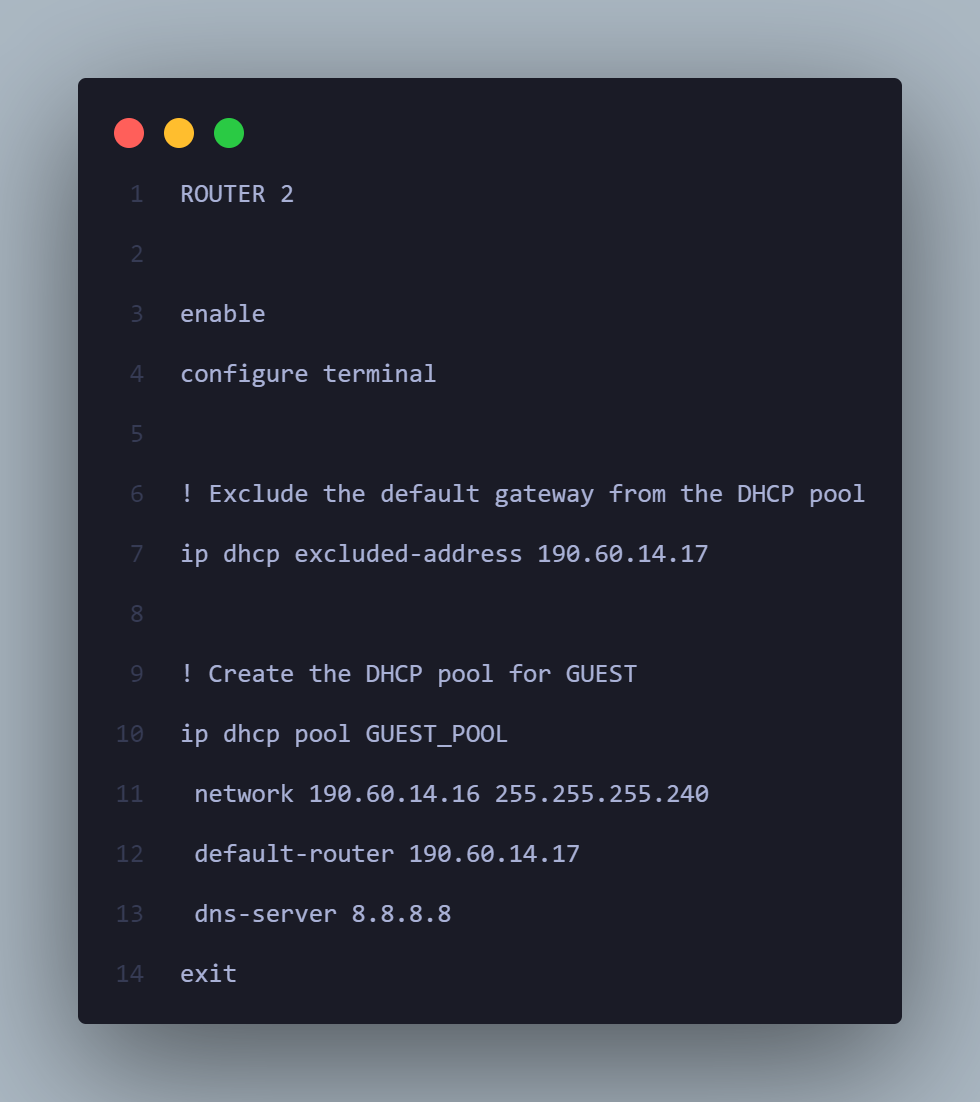 1 ROUTER 2
2
3 enable
4 configure terminal
5
6 ! Exclude the default gateway from the DHCP pool
7 ip dhcp excluded-address 190.60.14.17
8
9 ! Create the DHCP pool for GUEST
10 ip dhcp pool GUEST_POOL
11  network 190.60.14.16 255.255.255.240
12  default-router 190.60.14.17
13  dns-server 8.8.8.8
14 exit